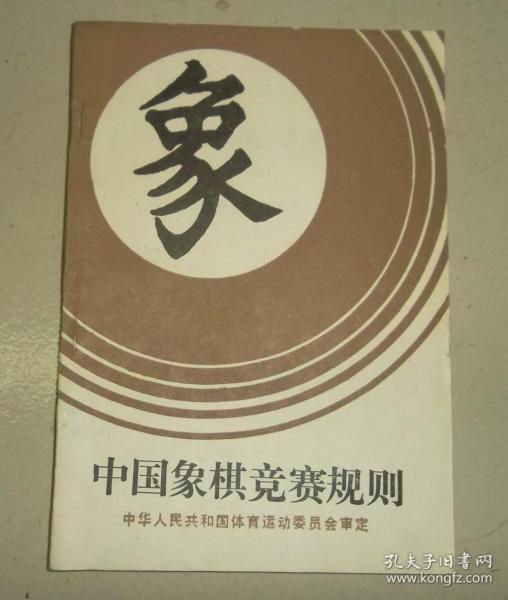 象
中国象棋竞赛规则
中华人民共和国体育运动委员会审定
孔夫子旧书网
www.kongfz.com